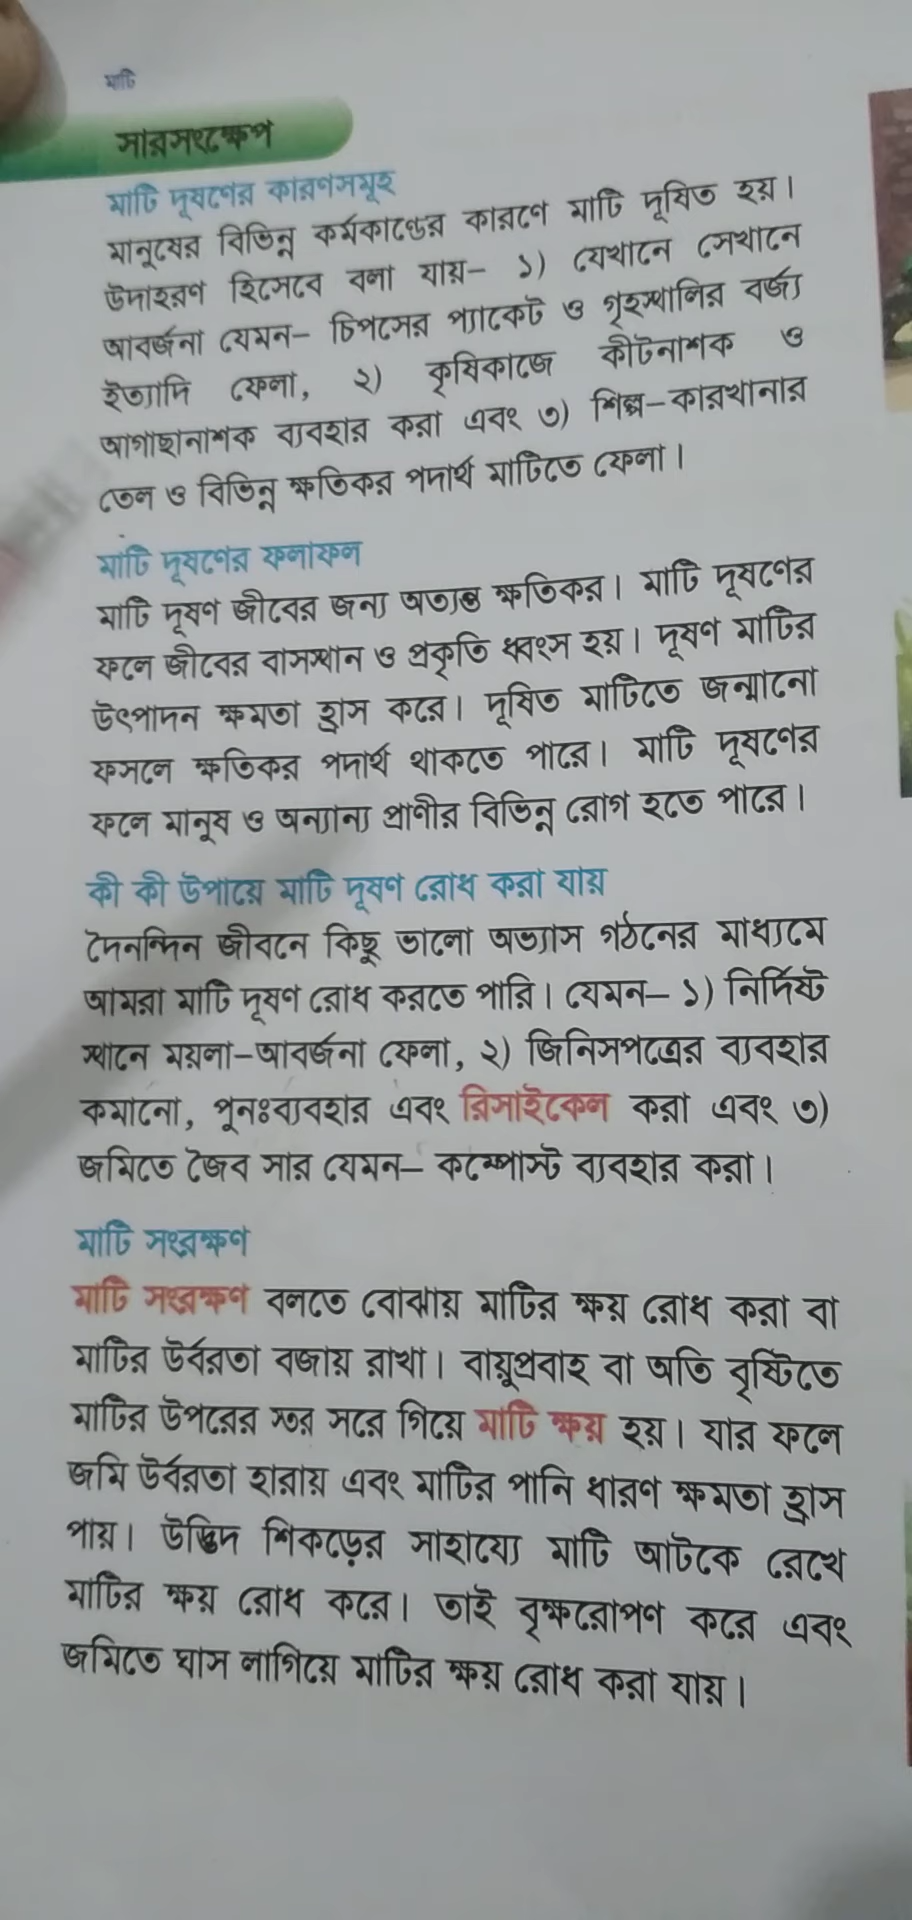 মাটি
সারসংক্ষেপ
মাটি দূষণের কারণসমূহ
মানুষের বিভিন্ন কর্মকাণ্ডের কারণে মাটি দূষিত হয়।
উদাহরণ হিসেবে বলা যায়– ১) যেখানে সেখানে
আবর্জনা যেমন– চিপসের প্যাকেট ও গৃহস্থালির বর্জ্য
ইত্যাদি ফেলা, ২) কৃষিকাজে কীটনাশক ও
আগাছানাশক ব্যবহার করা এবং ৩) শিল্প–কারখানার
তেল ও বিভিন্ন ক্ষতিকর পদার্থ মাটিতে ফেলা।
মাটি দূষণের ফলাফল
মাটি দূষণ জীবের জন্য অত্যন্ত ক্ষতিকর। মাটি দূষণের
ফলে জীবের বাসস্থান ও প্রকৃতি ধ্বংস হয়। দূষণ মাটির
উৎপাদন ক্ষমতা হ্রাস করে। দূষিত মাটিতে জন্মানো
ফসলে ক্ষতিকর পদার্থ থাকতে পারে। মাটি দূষণের
ফলে মানুষ ও অন্যান্য প্রাণীর বিভিন্ন রোগ হতে পারে।
কী কী উপায়ে মাটি দূষণ রোধ করা যায়
দৈনন্দিন জীবনে কিছু ভালো অভ্যাস গঠনের মাধ্যমে
আমরা মাটি দূষণ রোধ করতে পারি। যেমন– ১) নির্দিষ্ট
স্থানে ময়লা–আবর্জনা ফেলা, ২) জিনিসপত্রের ব্যবহার
কমানো, পুনঃব্যবহার এবং রিসাইকেল করা এবং ৩)
জমিতে জৈব সার যেমন– কম্পোস্ট ব্যবহার করা।
মাটি সংরক্ষণ
মাটি সংরক্ষণ বলতে বোঝায় মাটির ক্ষয় রোধ করা বা
মাটির উর্বরতা বজায় রাখা। বায়ুপ্রবাহ বা অতি বৃষ্টিতে
মাটির উপরের স্তর সরে গিয়ে মাটি ক্ষয় হয়। যার ফলে
জমি উর্বরতা হারায় এবং মাটির পানি ধারণ ক্ষমতা হ্রাস
পায়। উদ্ভিদ শিকড়ের সাহায্যে মাটি আটকে রেখে
মাটির ক্ষয় রোধ করে। তাই বৃক্ষরোপণ করে এবং
জমিতে ঘাস লাগিয়ে মাটির ক্ষয় রোধ করা যায়।